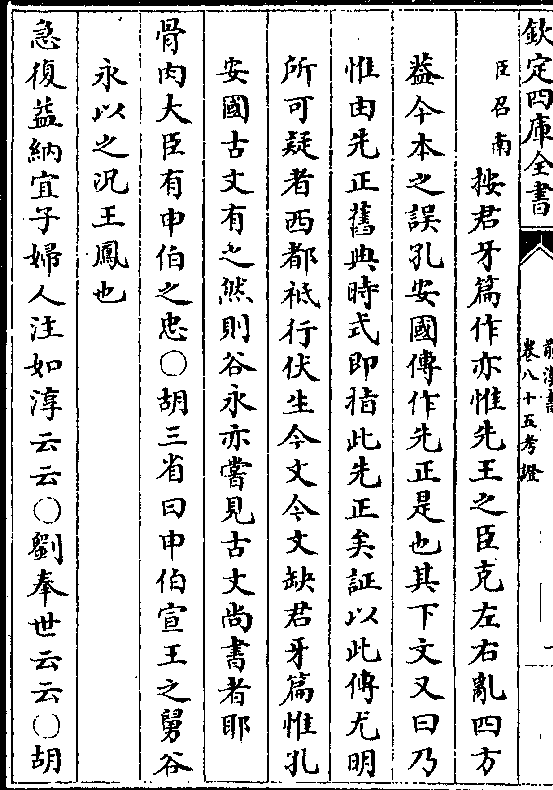 欽定四庫全書
前漢書
卷八十五考證
臣召南按君牙篇作亦惟先王之臣克左右亂四方
葢今本之誤孔安國傳作先正是也其下文又曰乃
惟由先正舊典時式即指此先正矣証以此傳尤明
所可疑者西都祗行伏生今文今文缺君牙篇惟孔
安國古文有之然則谷永亦嘗見古文尚書者耶
骨肉大臣有申伯之忠○胡三省曰申伯宣王之舅谷
永以之况王鳳也
急復益納宜子婦人注如淳云云○劉奉世云云○胡